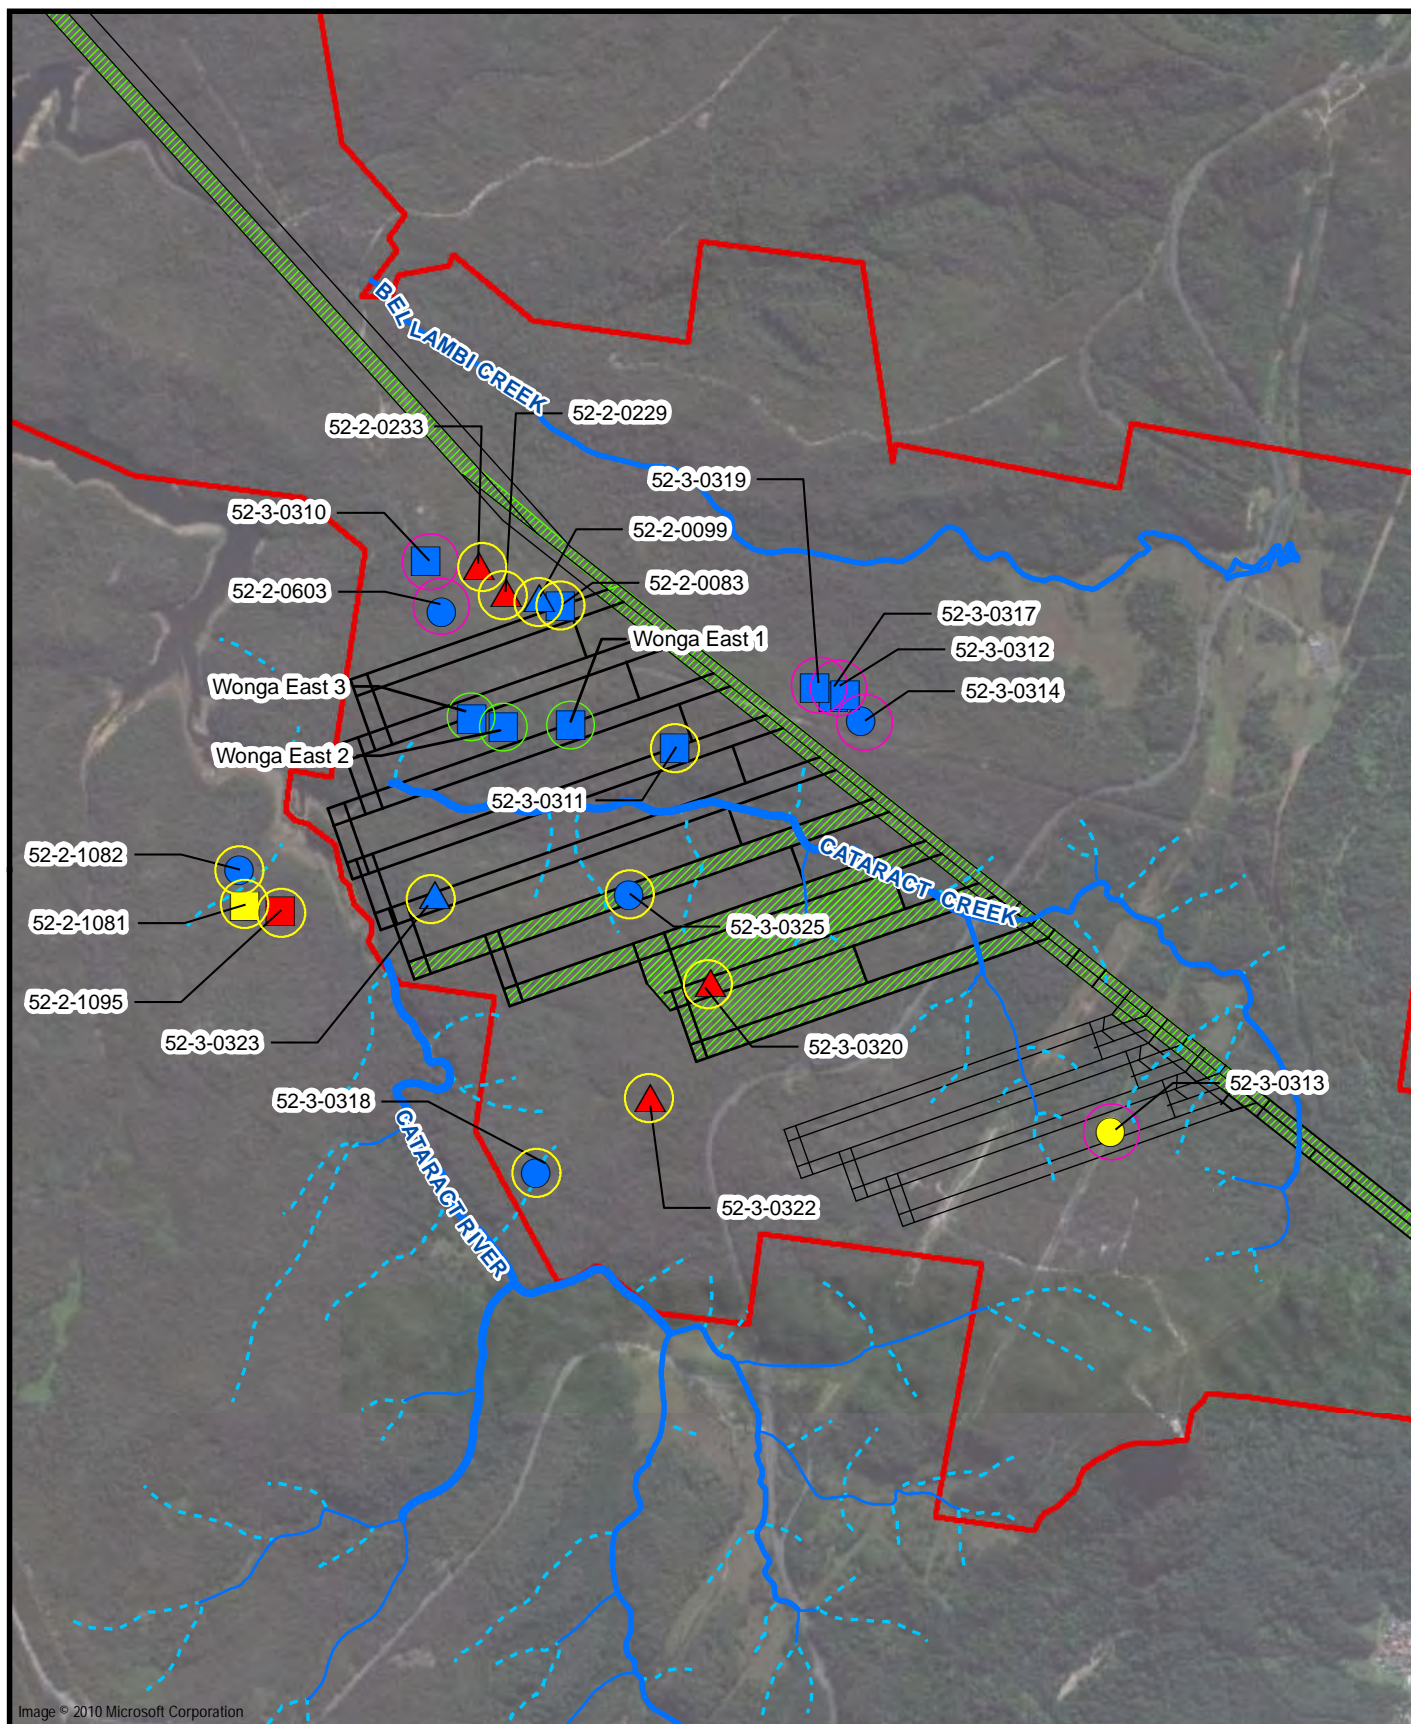 BELLAMBI CREEK
52-2-0229
52-2-0233
52-3-0319
52-3-0310
52-2-0099
52-2-0083
52-2-0603
52-3-0317
Wonga East 1
52-3-0312
Wonga East 3
52-3-0314
Wonga East 2
52-3-0311
52-2-1082
CATARACT CREEK
52-2-1081
52-3-0325
52-2-1095
52-3-0323
52-3-0320
52-3-0313
52-3-0318
CATARACT RIVER
52-3-0322
Image © 2010 Microsoft Corporation